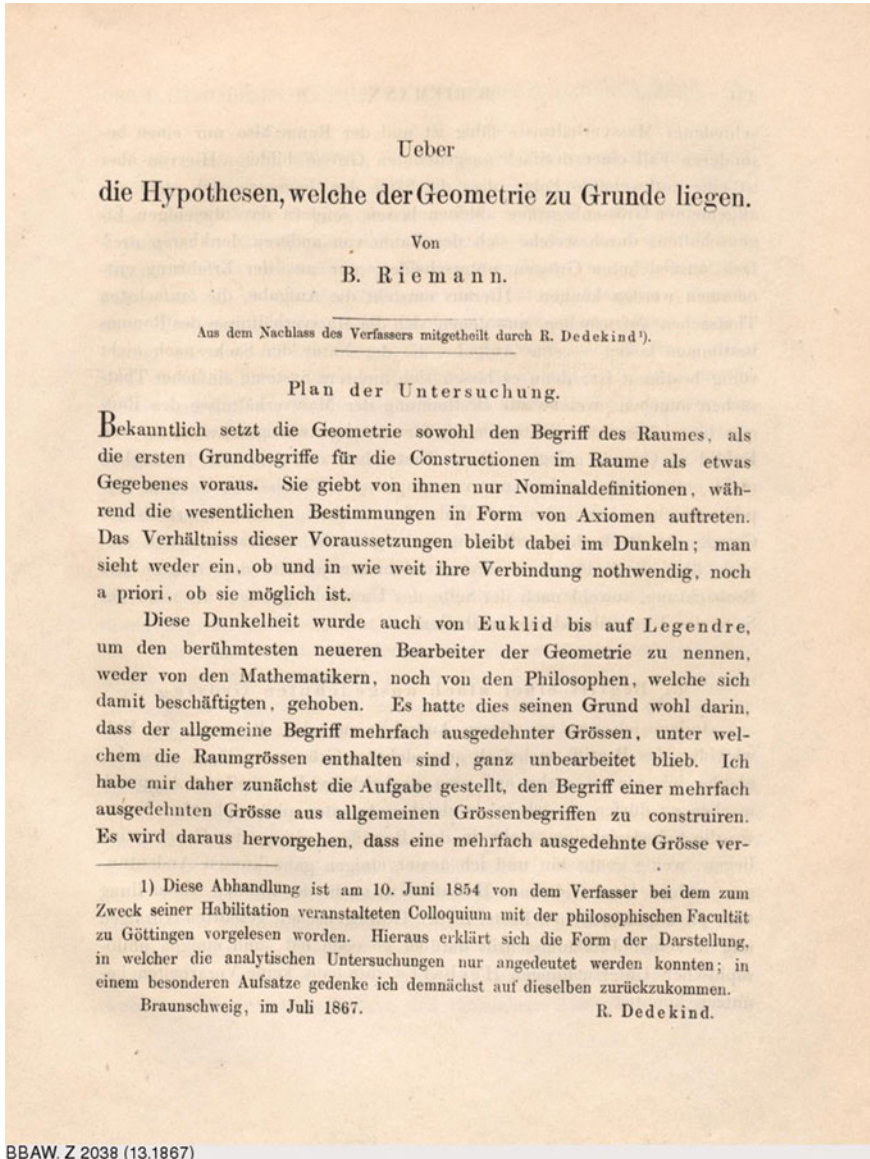 Ueber
die Hypothesen, welche der Geometrie zu Grunde liegen.
Von
B. Riemann.
Aus dem Nachlass des Verfassers mitgetheilt durch R. Dedekind¹).
Plan der Untersuchung.
Bekanntlich setzt die Geometrie sowohl den Begriff des Raumes, als
die ersten Grundbegriffe für die Constructionen im Raume als etwas
Gegebenes voraus. Sie giebt von ihnen nur Nominaldefinitionen, wäh-
rend die wesentlichen Bestimmungen in Form von Axiomen auftreten.
Das Verhältniss dieser Voraussetzungen bleibt dabei im Dunkeln; man
sieht weder ein, ob und in wie weit ihre Verbindung nothwendig, noch
a priori, ob sie möglich ist.
Diese Dunkelheit wurde auch von Euklid bis auf Legendre,
um den berühmtesten neueren Bearbeiter der Geometrie zu nennen,
weder von den Mathematikern, noch von den Philosophen, welche sich
damit beschäftigten, gehoben. Es hatte dies seinen Grund wohl darin,
dass der allgemeine Begriff mehrfach ausgedehnter Grössen, unter wel-
chem die Raumgrössen enthalten sind, ganz unbearbeitet blieb. Ich
habe mir daher zunächst die Aufgabe gestellt, den Begriff einer mehrfach
ausgedehnten Grösse aus allgemeinen Grössenbegriffen zu construiren.
Es wird daraus hervorgehen, dass eine mehrfach ausgedehnte Grösse ver-
1) Diese Abhandlung ist am 10. Juni 1854 von dem Verfasser bei dem zum
Zweck seiner Habilitation veranstalteten Colloquium mit der philosophischen Facultät
zu Göttingen vorgelesen worden. Hieraus erklärt sich die Form der Darstellung,
in welcher die analytischen Untersuchungen nur angedeutet werden konnten; in
einem besonderen Aufsatze gedenke ich demnächst auf dieselben zurückzukommen.
Braunschweig, im Juli 1867. R. Dedekind.
BBAW, Z 2038 (13.1867)